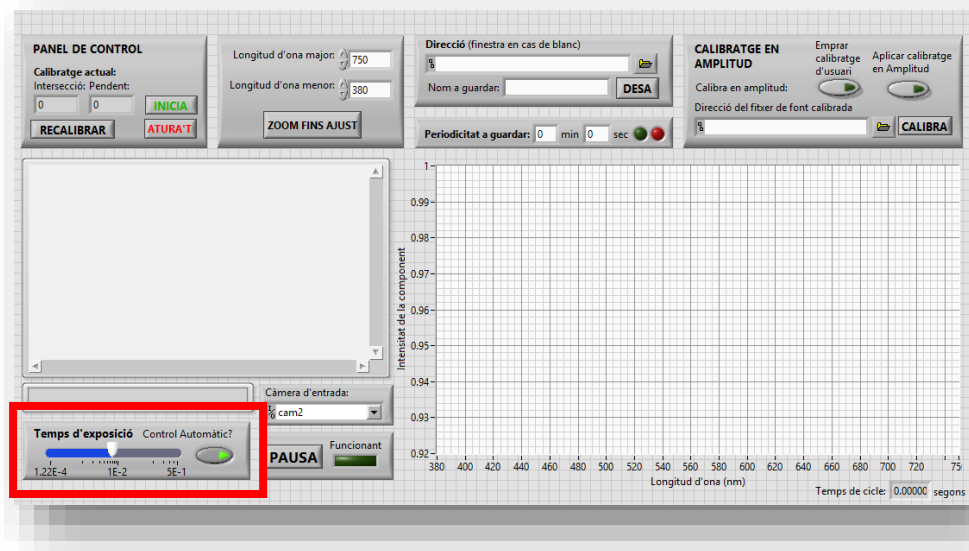 PANEL DE CONTROL
Calibratge actual:
Intersecció: Pendent:
0 0 INICIA
RECALIBRAR ATURA'T
Longitud d'ona major: 750
Longitud d'ona menor: 380
ZOOM FINS AJUST
Direcció (finestra en cas de blanc)
Nom a guardar: DESA
Periodicitat a guardar: 0 min 0 sec
CALIBRATGE EN AMPLITUD
Emprar calibratge d'usuari
Aplicar calibratge en Amplitud
Calibra en amplitud:
Direcció del fitxer de font calibrada
CALIBRA
Càmera d'entrada:
cam2
Temps d'exposició Control Automàtic?
1.22E-4 1E-2 5E-1
PAUSA Funcionant
Intensitat de la component
1
0.99
0.98
0.97
0.96
0.95
0.94
0.93
0.92
380 400 420 440 460 480 500 520 540 560 580 600 620 640 660 680 700 720
Longitud d'ona (nm)
Temps de cicle: 0.0000 segons